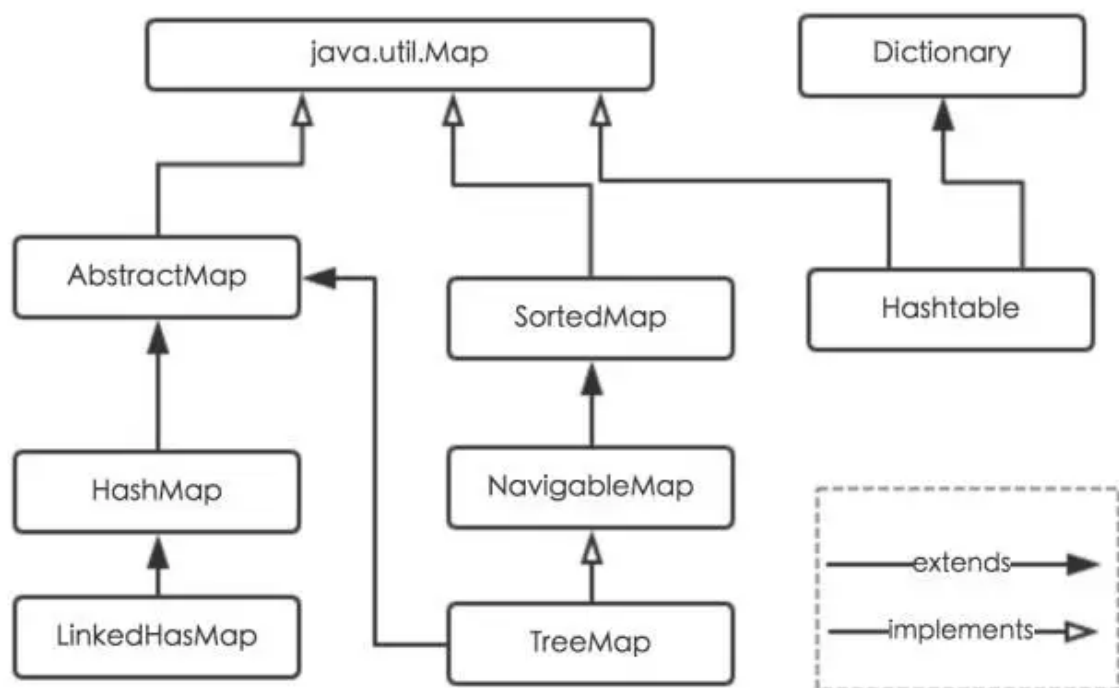 java.util.Map
Dictionary
AbstractMap
SortedMap
Hashtable
HashMap
NavigableMap
extends
implements
LinkedHasMap
TreeMap